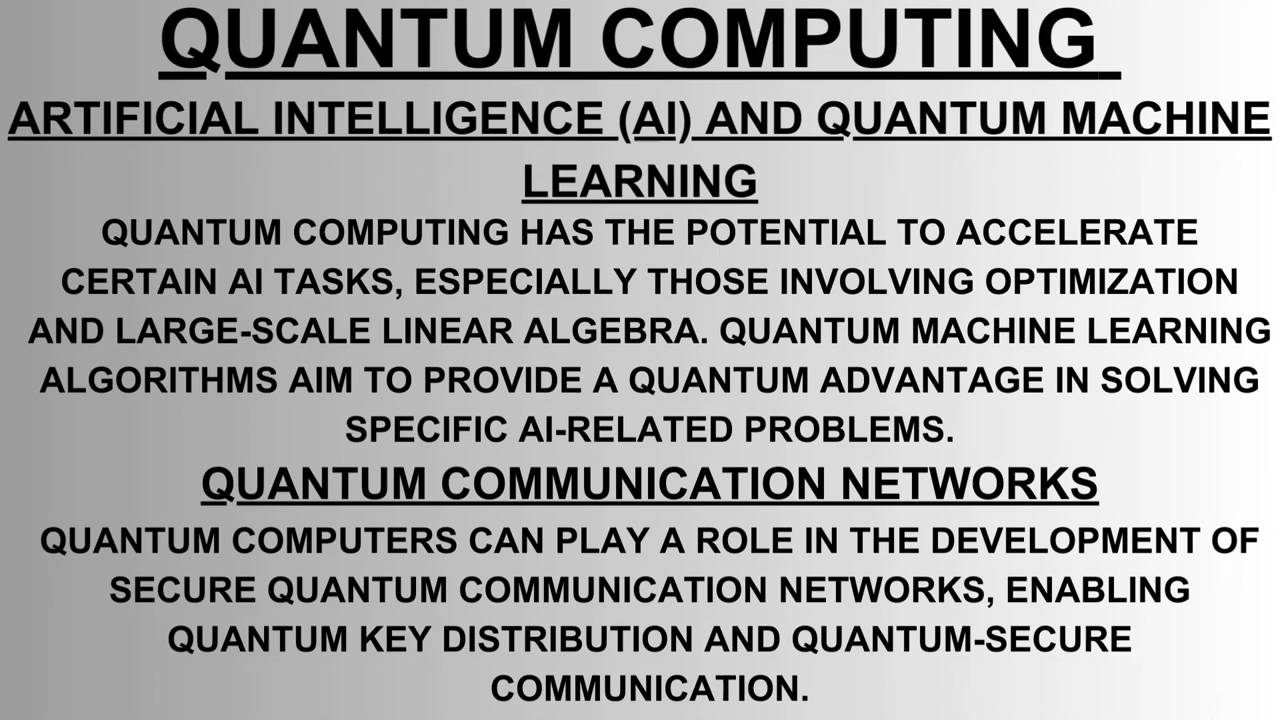 QUANTUM COMPUTING
ARTIFICIAL INTELLIGENCE (AI) AND QUANTUM MACHINE
LEARNING
QUANTUM COMPUTING HAS THE POTENTIAL TO ACCELERATE
CERTAIN AI TASKS, ESPECIALLY THOSE INVOLVING OPTIMIZATION
AND LARGE-SCALE LINEAR ALGEBRA. QUANTUM MACHINE LEARNING
ALGORITHMS AIM TO PROVIDE A QUANTUM ADVANTAGE IN SOLVING
SPECIFIC AI-RELATED PROBLEMS.
QUANTUM COMMUNICATION NETWORKS
QUANTUM COMPUTERS CAN PLAY A ROLE IN THE DEVELOPMENT OF
SECURE QUANTUM COMMUNICATION NETWORKS, ENABLING
QUANTUM KEY DISTRIBUTION AND QUANTUM-SECURE
COMMUNICATION.